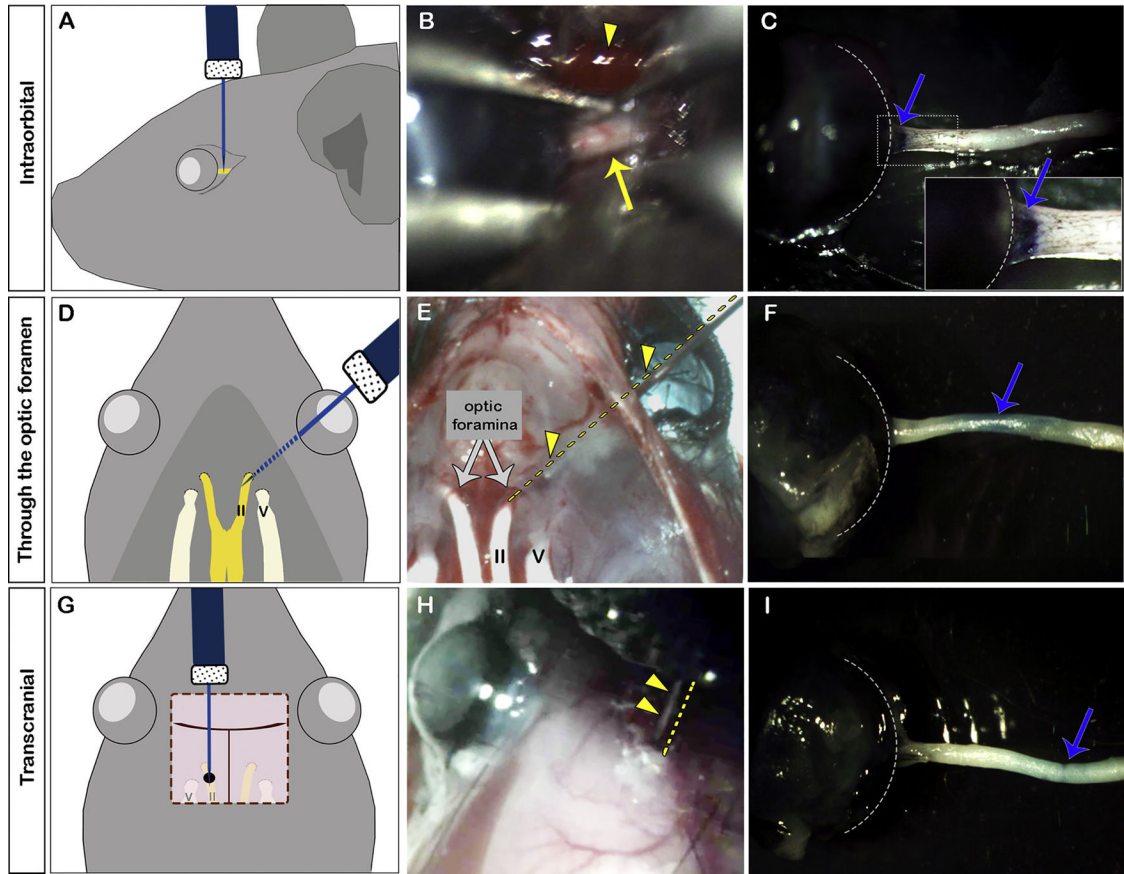 Intraorbital
A
B
C
Through the optic foramen
D
II
V
E
optic
foramina
II
V
F
Transcranial
G
V
II
H
I